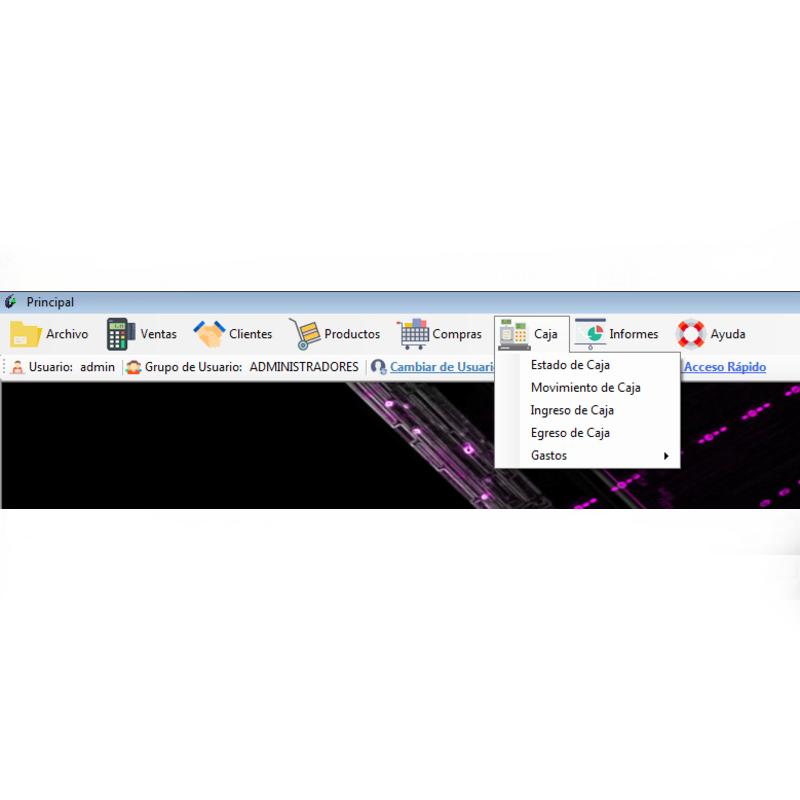 Principal
Archivo Ventas Clientes Productos Compras Caja Informes Ayuda
Usuario: admin Grupo de Usuario: ADMINISTRADORES Cambiar de Usuari Acceso Rápido
Estado de Caja
Movimiento de Caja
Ingreso de Caja
Egreso de Caja
Gastos